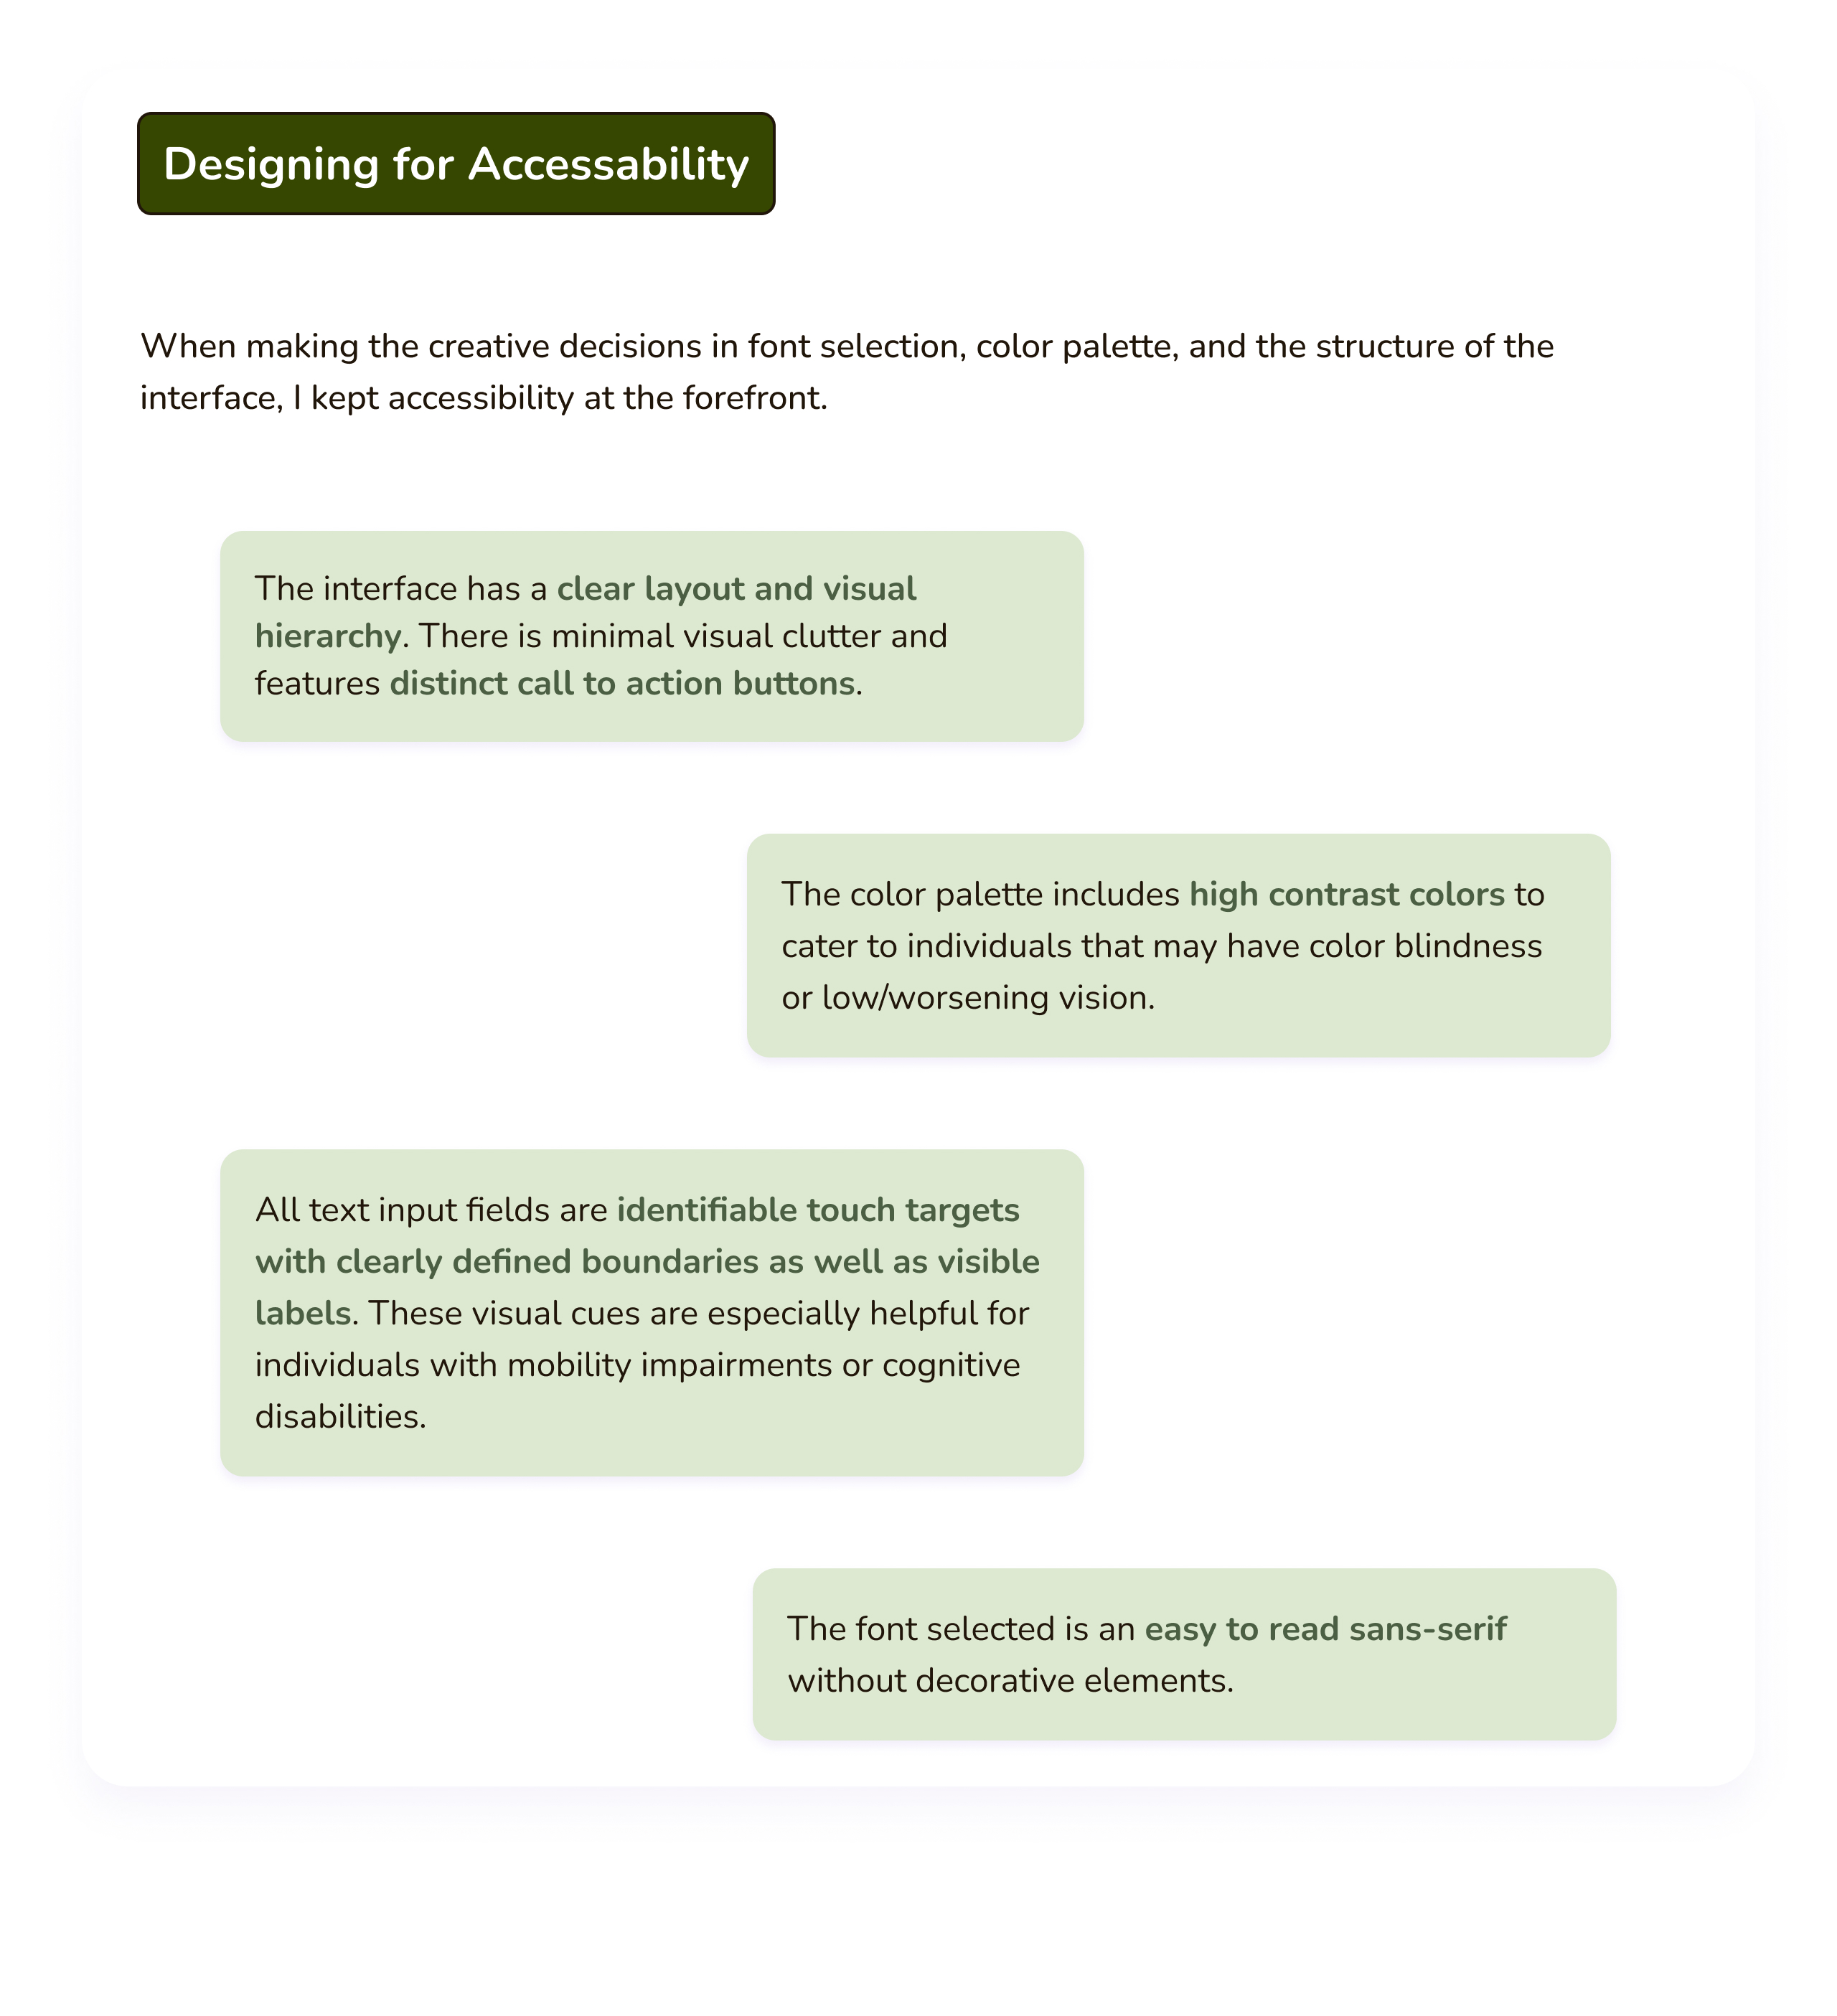 Designing for Accessability
When making the creative decisions in font selection, color palette, and the structure of the
interface, I kept accessibility at the forefront.
The interface has a clear layout and visual
hierarchy. There is minimal visual clutter and
features distinct call to action buttons.
The color palette includes high contrast colors to
cater to individuals that may have color blindness
or low/worsening vision.
All text input fields are identifiable touch targets
with clearly defined boundaries as well as visible
labels. These visual cues are especially helpful for
individuals with mobility impairments or cognitive
disabilities.
The font selected is an easy to read sans-serif
without decorative elements.